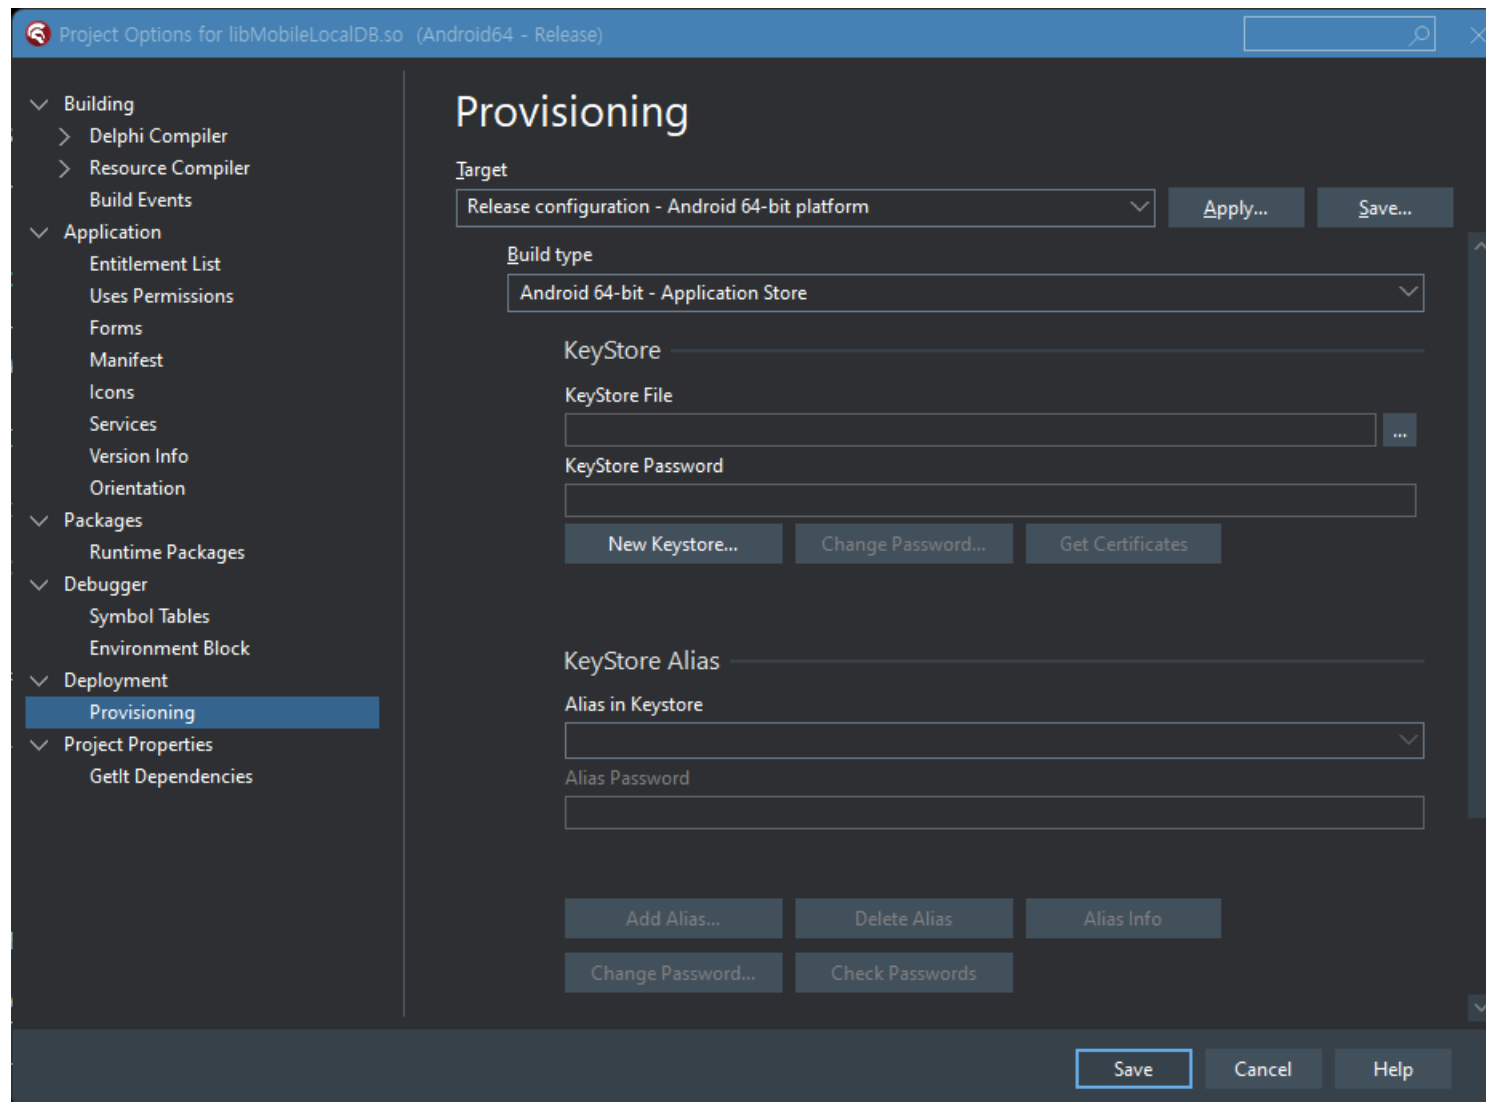 Project Options for libMobileLocalDB.so (Android64 - Release)
Building
Delphi Compiler
Resource Compiler
Build Events
Application
Entitlement List
Uses Permissions
Forms
Manifest
Icons
Services
Version Info
Orientation
Packages
Runtime Packages
Debugger
Symbol Tables
Environment Block
Deployment
Provisioning
Project Properties
GetIt Dependencies
Provisioning
Target
Release configuration - Android 64-bit platform
Apply...
Save...
Build type
Android 64-bit - Application Store
KeyStore
KeyStore File
...
KeyStore Password
New Keystore...
Change Password...
Get Certificates
KeyStore Alias
Alias in Keystore
Alias Password
Add Alias...
Delete Alias
Alias Info
Change Password...
Check Passwords
Save
Cancel
Help